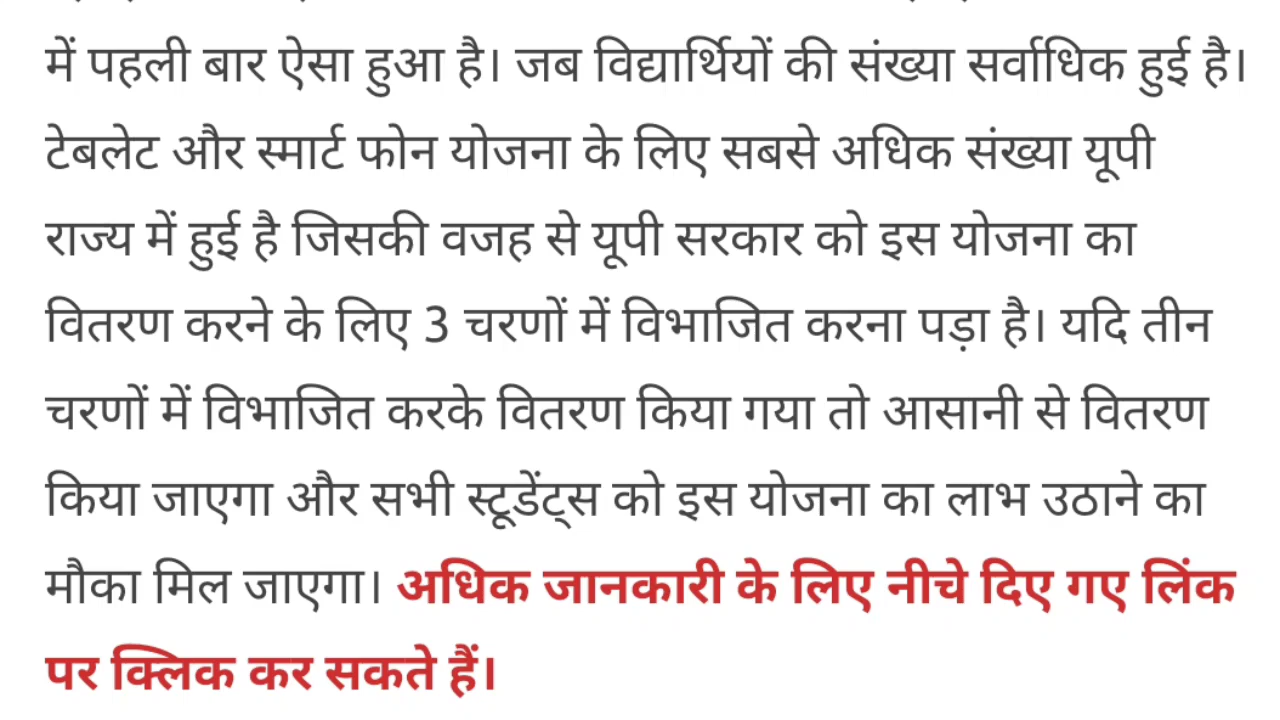 में पहली बार ऐसा हुआ है। जब विद्यार्थियों की संख्या सर्वाधिक हुई है।
टेबलेट और स्मार्ट फोन योजना के लिए सबसे अधिक संख्या यूपी
राज्य में हुई है जिसकी वजह से यूपी सरकार को इस योजना का
वितरण करने के लिए 3 चरणों में विभाजित करना पड़ा है। यदि तीन
चरणों में विभाजित करके वितरण किया गया तो आसानी से वितरण
किया जाएगा और सभी स्टूडेंट्स को इस योजना का लाभ उठाने का
मौका मिल जाएगा। अधिक जानकारी के लिए नीचे दिए गए लिंक
पर क्लिक कर सकते हैं।